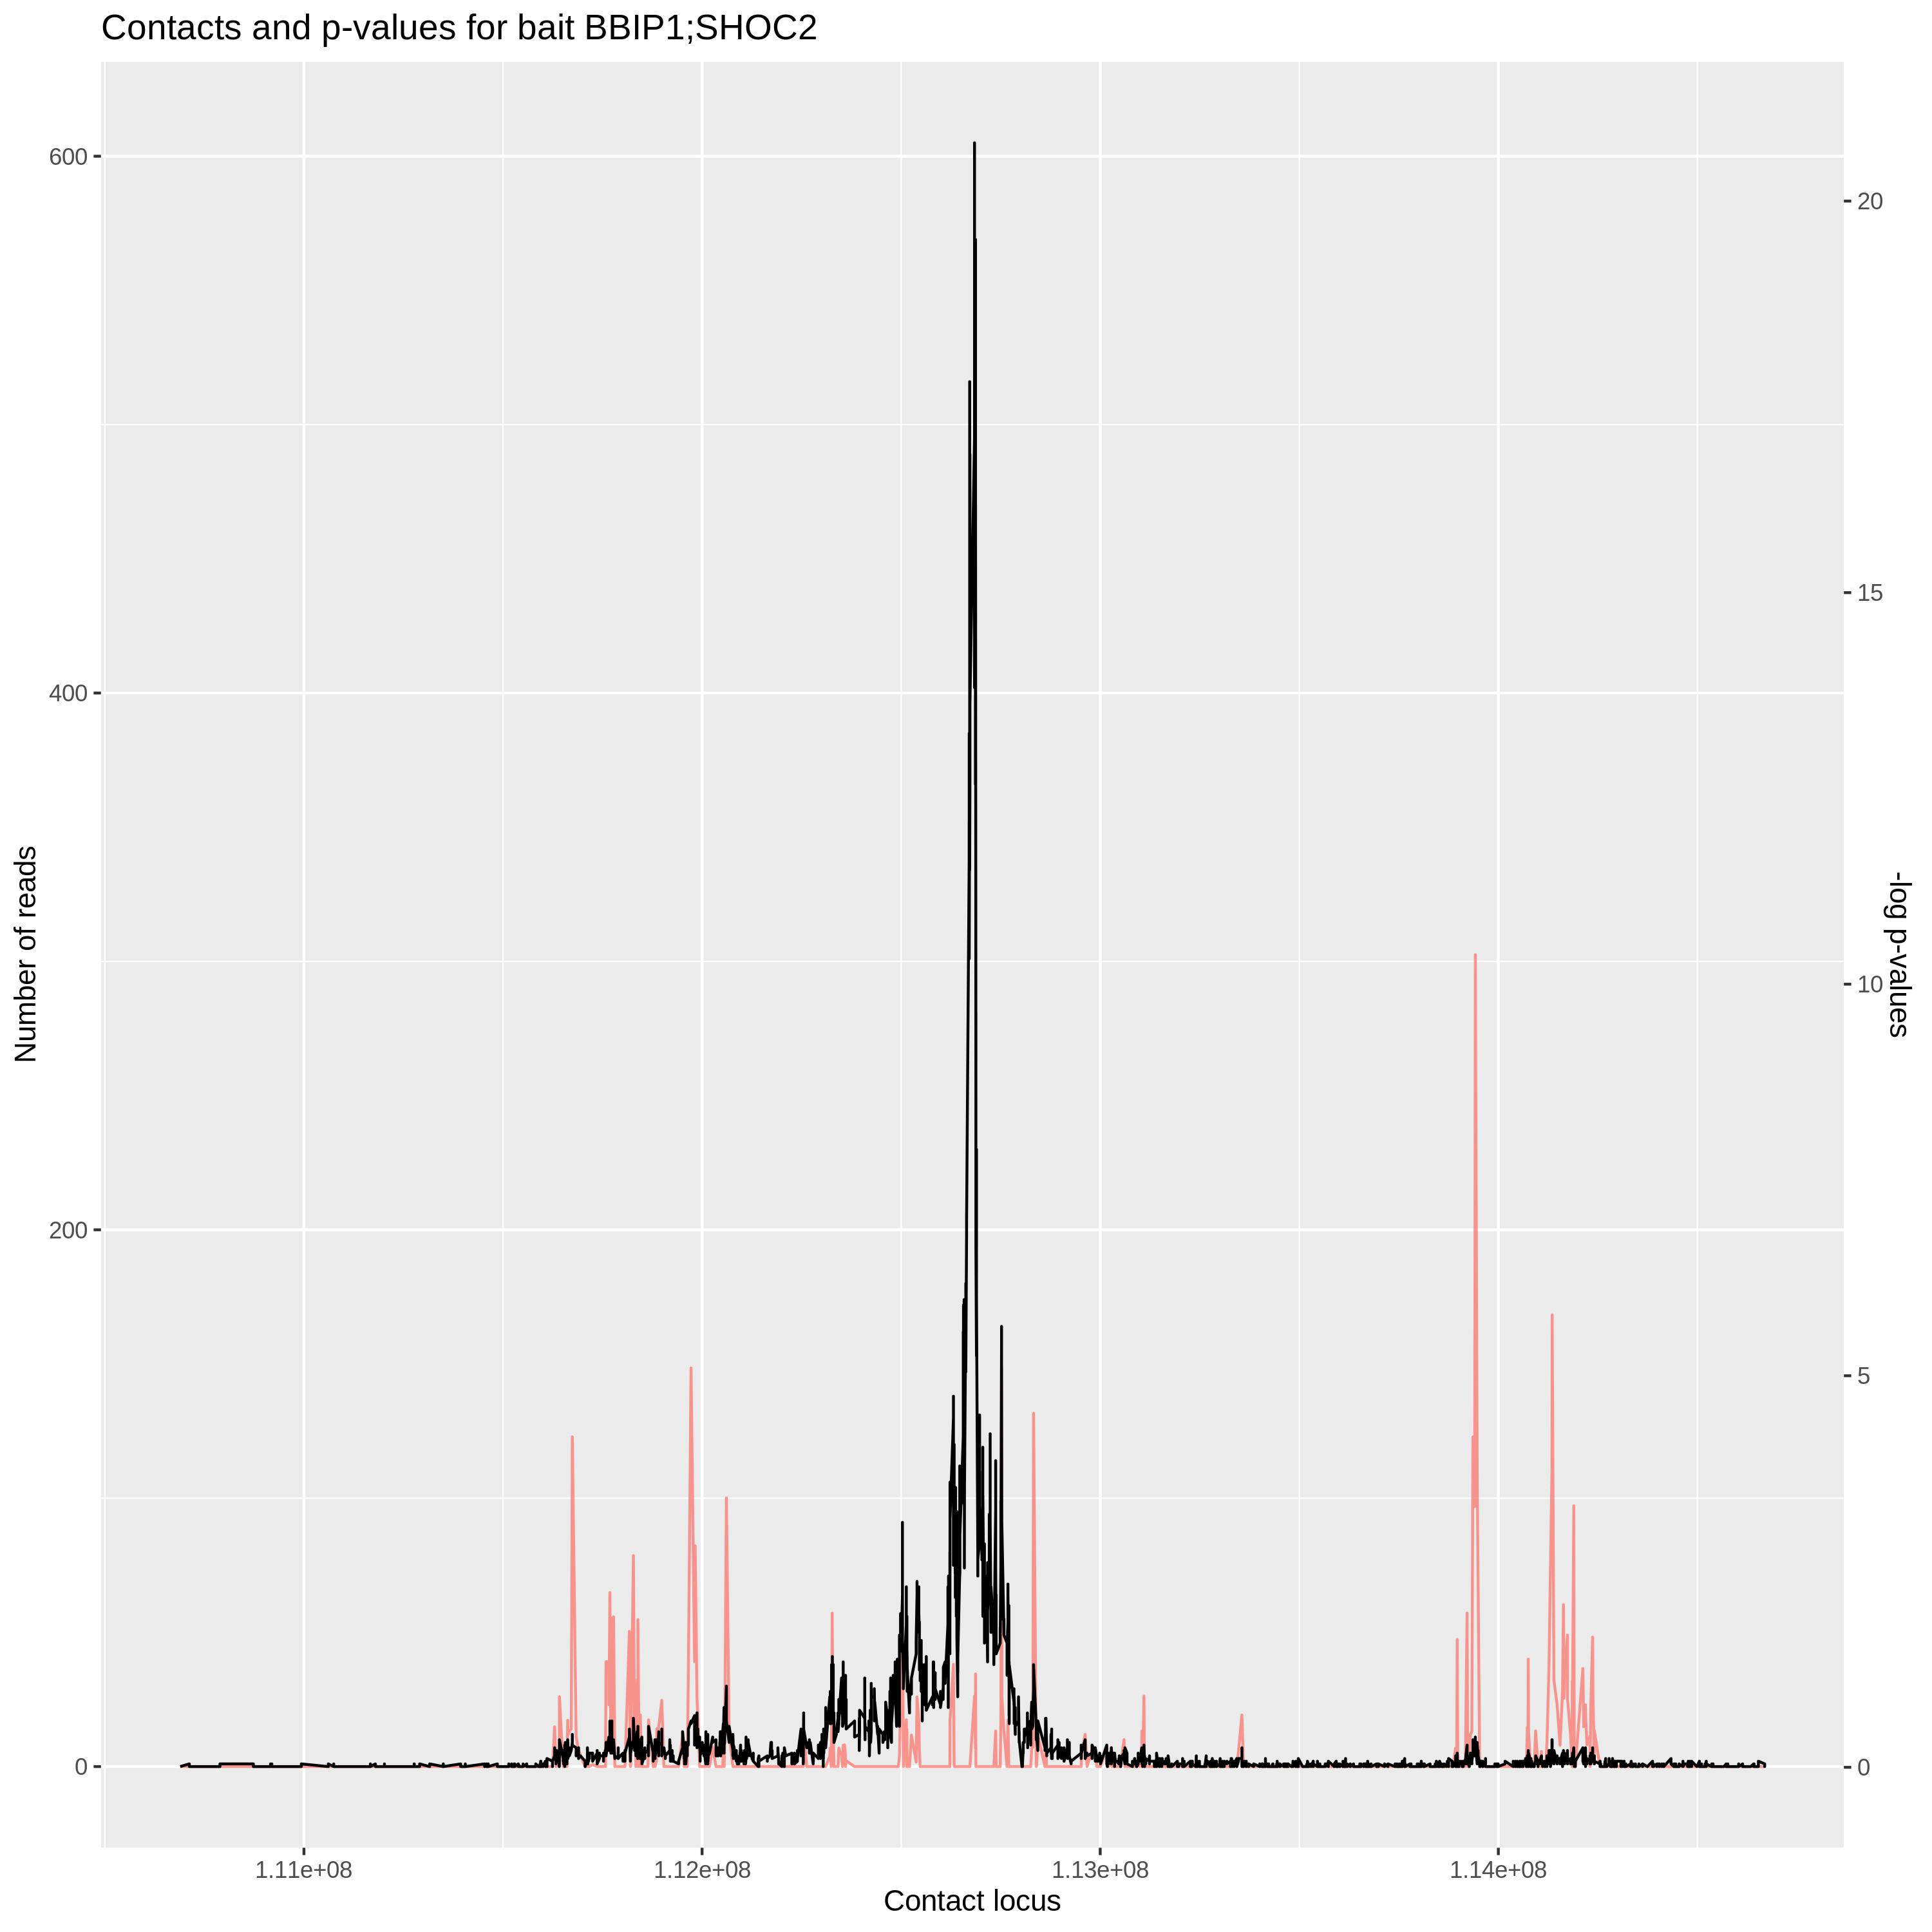 Contacts and p-values for bait BBIP1;SHOC2
600
400
200
0
Number of reads
20
15
10
5
0
-log p-values
1.11e+08
1.12e+08
1.13e+08
1.14e+08
Contact locus